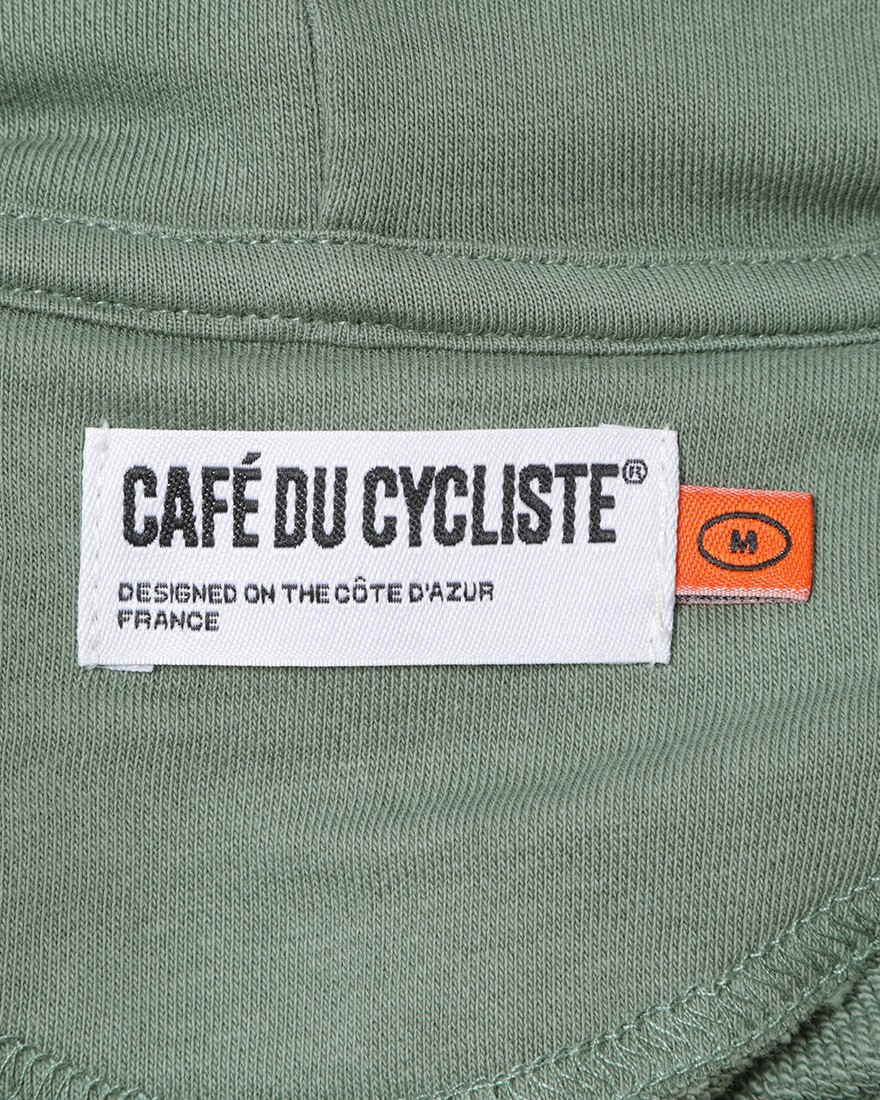 CAFÉ DU CYCLISTE®
DESIGNED ON THE CÔTE D'AZUR
FRANCE
M